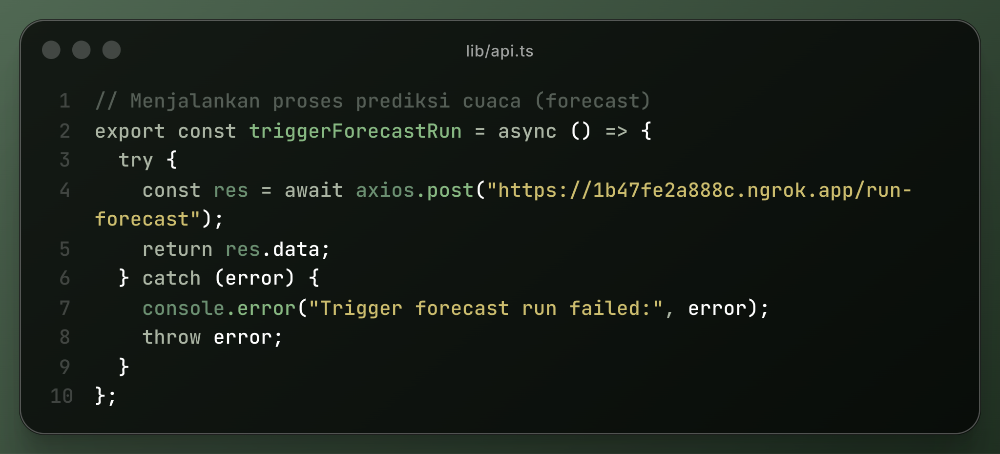 lib/api.ts
1 // Menjalankan proses prediksi cuaca (forecast)
2 export const triggerForecastRun = async () => {
3   try {
4     const res = await axios.post("https://1b47fe2a888c.ngrok.app/run-
forecast");
5     return res.data;
6   } catch (error) {
7     console.error("Trigger forecast run failed:", error);
8     throw error;
9   }
10 };